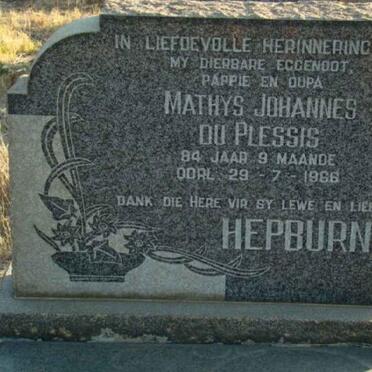 IN LIEFDEVOLLE HERINNERING
MY DIERBARE EGGENOOT,
PAPPIE EN OUPA
MATHYS JOHANNES
DU PLESSIS
84 JAAR 9 MAANDE
OORL. 29-7-1966
DANK DIE HERE VIR SY LEWE EN
HEPBURN